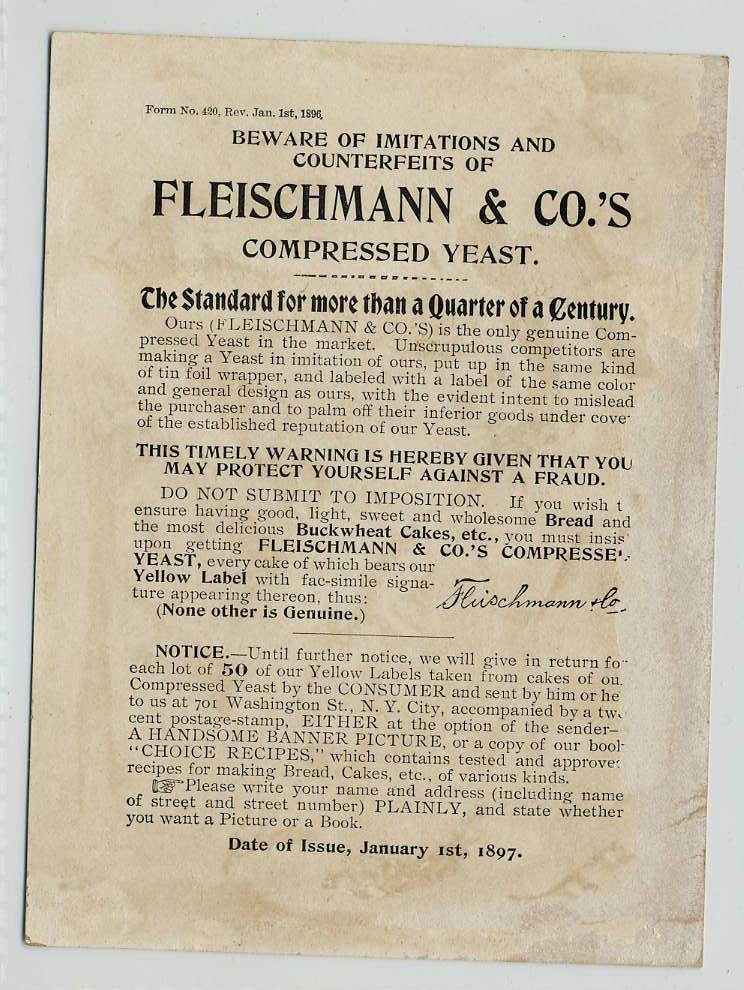 Form No. 420, Rev. Jan. 1st, 1896.
BEWARE OF IMITATIONS AND
COUNTERFEITS OF
FLEISCHMANN & CO.'S
COMPRESSED YEAST.
The Standard for more than a Quarter of a Century.
Ours (FLEISCHMANN & CO.'S) is the only genuine Com-
pressed Yeast in the market. Unscrupulous competitors are
making a Yeast in imitation of ours, put up in the same kind
of tin foil wrapper, and labeled with a label of the same color
and general design as ours, with the evident intent to mislead
the purchaser and to palm off their inferior goods under cove
of the established reputation of our Yeast.
THIS TIMELY WARNING IS HEREBY GIVEN THAT YOU
MAY PROTECT YOURSELF AGAINST A FRAUD.
DO NOT SUBMIT TO IMPOSITION. If you wish t
ensure having good, light, sweet and wholesome Bread and
the most delicious Buckwheat Cakes, etc., you must insis
upon getting FLEISCHMANN & CO.'S COMPRESSE
YEAST, every cake of which bears our
Yellow Label with fac-simile signa-
ture appearing thereon, thus:
(None other is Genuine.)
Fleischmann & Co.
NOTICE.—Until further notice, we will give in return fo
each lot of 50 of our Yellow Labels taken from cakes of ou
Compressed Yeast by the CONSUMER and sent by him or he
to us at 701 Washington St., N. Y. City, accompanied by a tw
cent postage-stamp, EITHER at the option of the sender—
A HANDSOME BANNER PICTURE, or a copy of our boo
"CHOICE RECIPES," which contains tested and approve
recipes for making Bread, Cakes, etc., of various kinds.
☞Please write your name and address (including name
of street and street number) PLAINLY, and state whether
you want a Picture or a Book.
Date of Issue, January 1st, 1897.